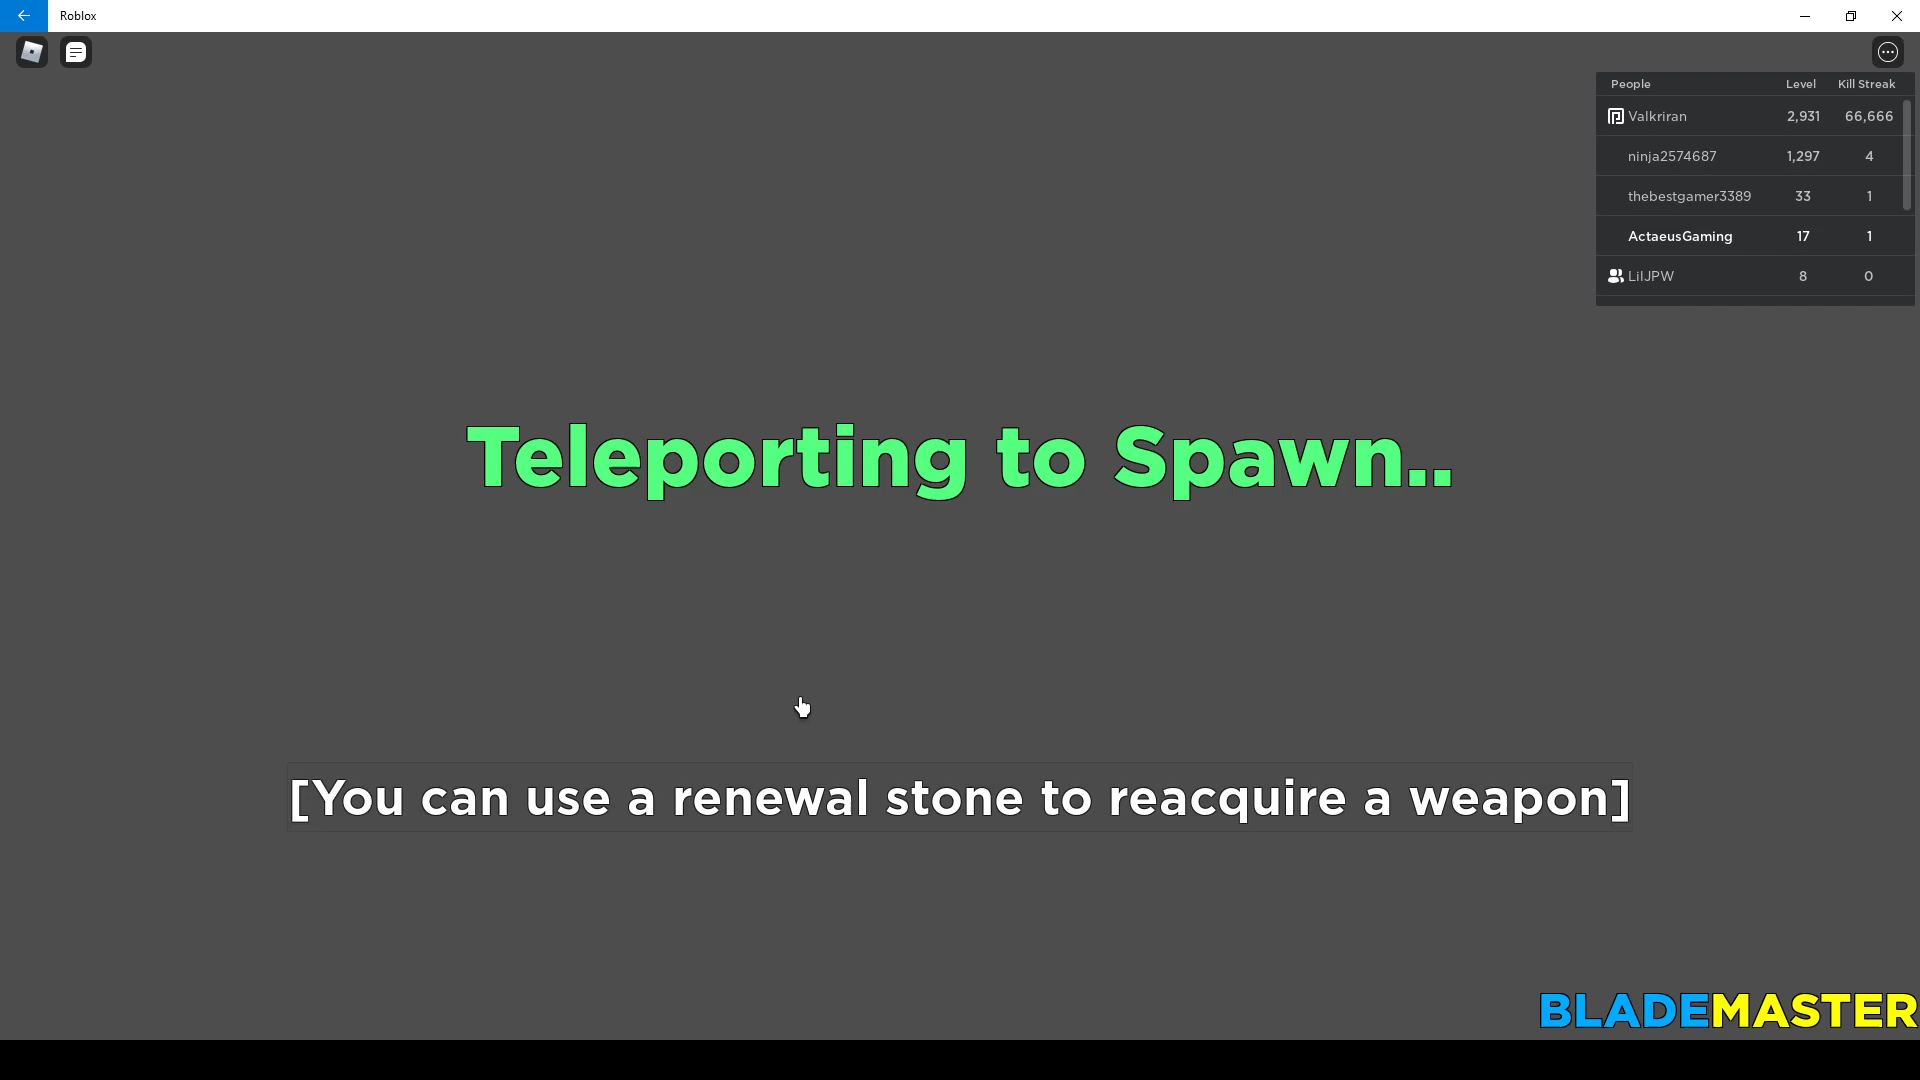 Roblox
People Level Kill Streak
Valkriran 2,931 66,666
ninja2574687 1,297 4
thebestgamer3389 33 1
ActaeusGaming 17 1
LilJPW 8 0
Teleporting to Spawn..
[You can use a renewal stone to reacquire a weapon]
BLADEMASTER